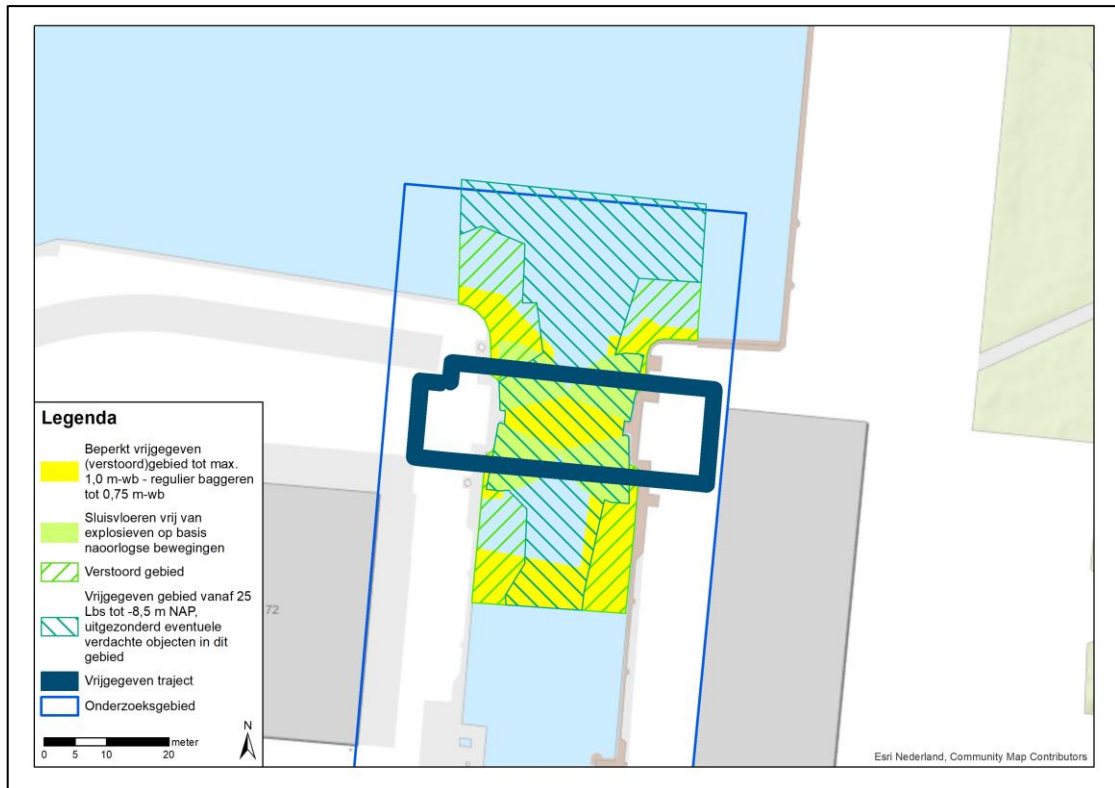 Legenda
Beperkt vrijgegeven
(verstoord)gebied tot max.
1,0 m-wb - regulier baggeren
tot 0,75 m-wb
Sluisvloeren vrij van
explosieven op basis
naoorlogse bewegingen
Verstoord gebied
Vrijgegeven gebied vanaf 25
Lbs tot -8,5 m NAP,
uitgezonderd eventuele
verdachte objecten in dit
gebied
Vrijgegeven traject
Onderzoeksgebied
N
meter
0 5 10 20
72
Esri Nederland, Community Map Contributors